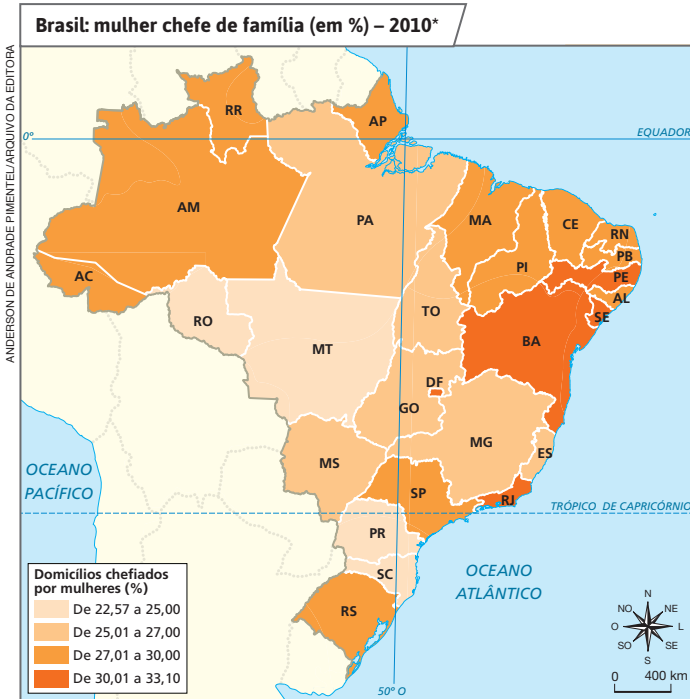 Brasil: mulher chefe de família (em %) – 2010*
ANDERSON DE ANDRADE PIMENTEL/ARQUIVO DA EDITORA
RR
AP
0º
EQUADOR
AM
PA
MA
CE
RN
PB
PE
AL
SE
PI
AC
RO
TO
BA
MT
DF
GO
MG
ES
MS
SP
RJ
OCEANO
PACÍFICO
TRÓPICO DE CAPRICÓRNIO
PR
SC
RS
OCEANO
ATLÂNTICO
Domicílios chefiados
por mulheres (%)
De 22,57 a 25,00
De 25,01 a 27,00
De 27,01 a 30,00
De 30,01 a 33,10
N
NO NE
O L
SO SE
S
0 400 km
50º O